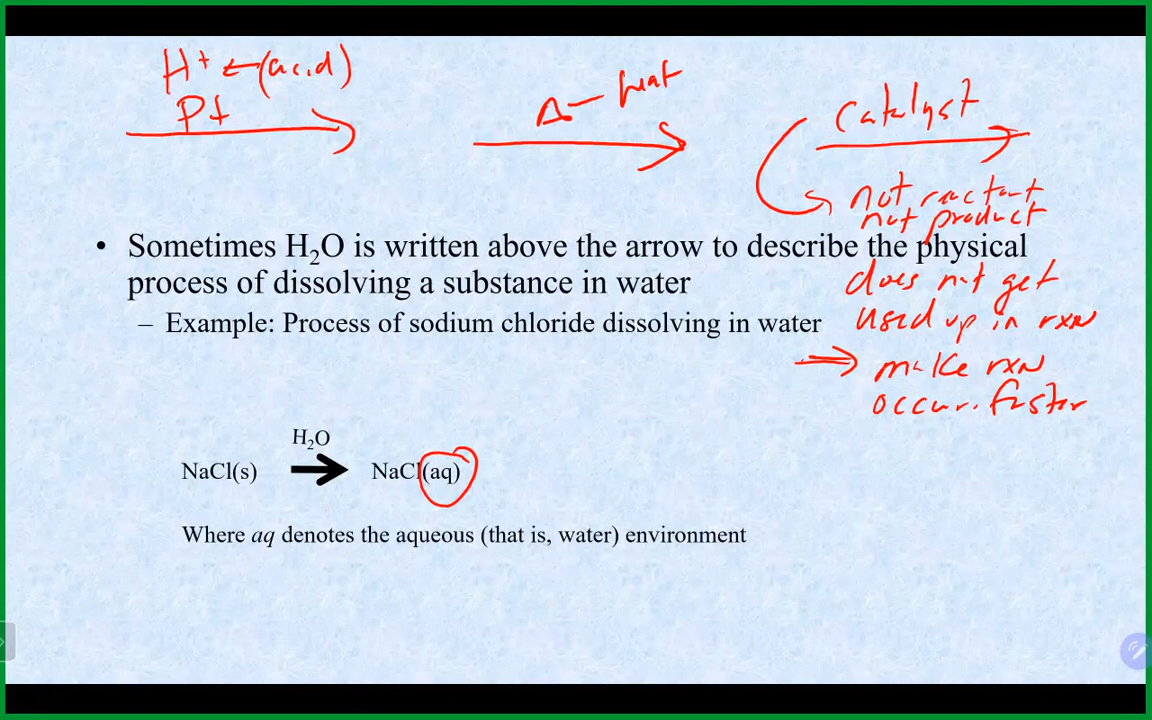 H+ ← (acid)
Pt
Δ — heat
catalyst
not reactant
not product
• Sometimes H₂O is written above the arrow to describe the physical
process of dissolving a substance in water
does not get
used up in rxn
– Example: Process of sodium chloride dissolving in water
⇒ make rxn
occur faster
H₂O
NaCl(s) → NaCl(aq)
Where aq denotes the aqueous (that is, water) environment